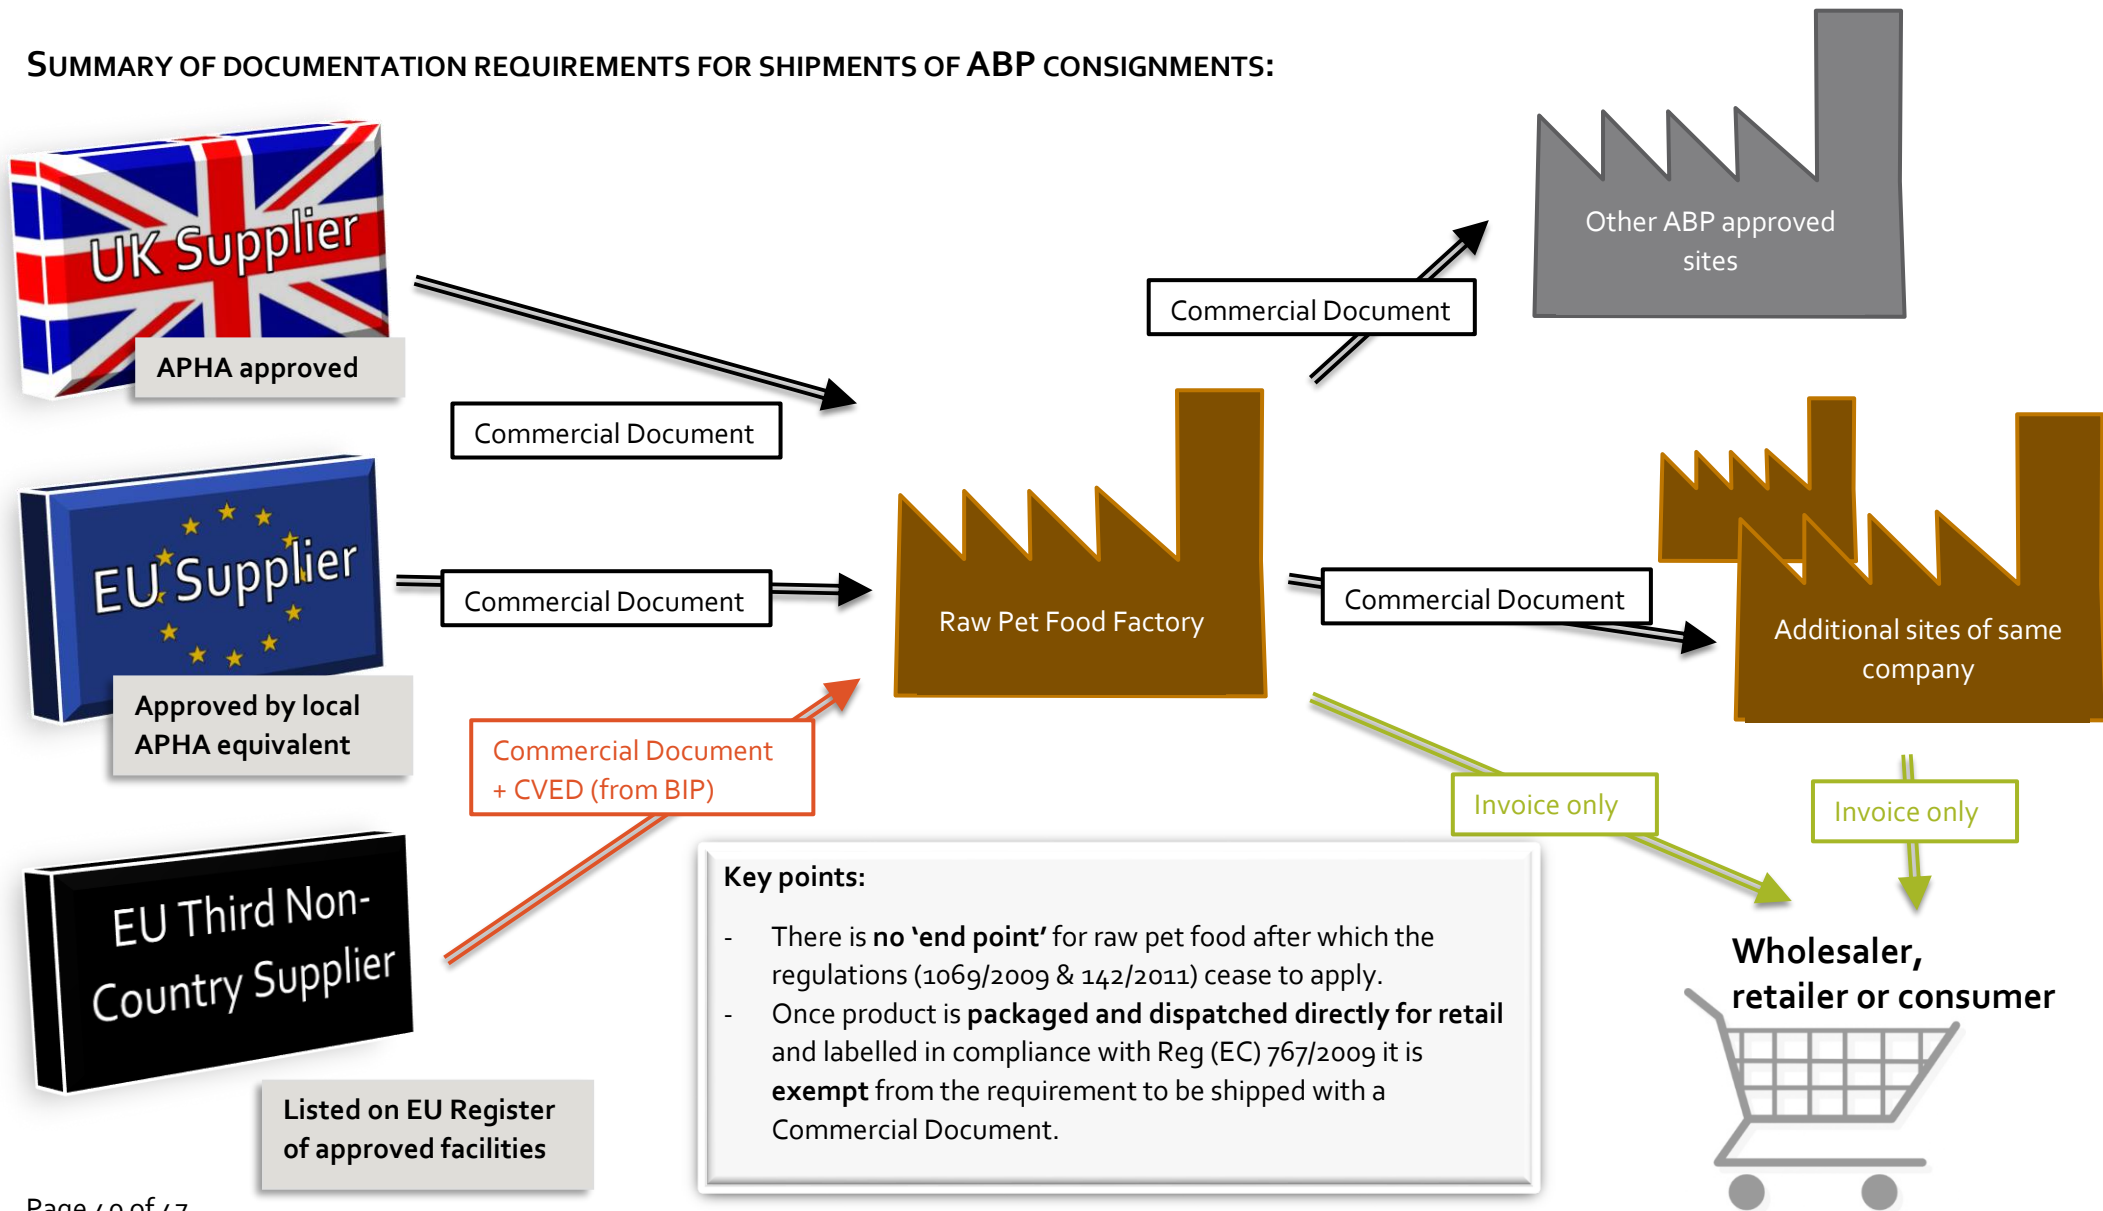 SUMMARY OF DOCUMENTATION REQUIREMENTS FOR SHIPMENTS OF ABP CONSIGNMENTS:
UK Supplier
APHA approved
Commercial Document
EU Supplier
Approved by local
APHA equivalent
Commercial Document
EU Third Non-
Country Supplier
Listed on EU Register
of approved facilities
Commercial Document
+ CVED (from BIP)
Raw Pet Food Factory
Commercial Document
Other ABP approved
sites
Commercial Document
Additional sites of same
company
Invoice only
Invoice only
Wholesaler,
retailer or consumer
Key points:
- There is no ‘end point’ for raw pet food after which the
regulations (1069/2009 & 142/2011) cease to apply.
- Once product is packaged and dispatched directly for retail
and labelled in compliance with Reg (EC) 767/2009 it is
exempt from the requirement to be shipped with a
Commercial Document.
Page of 47